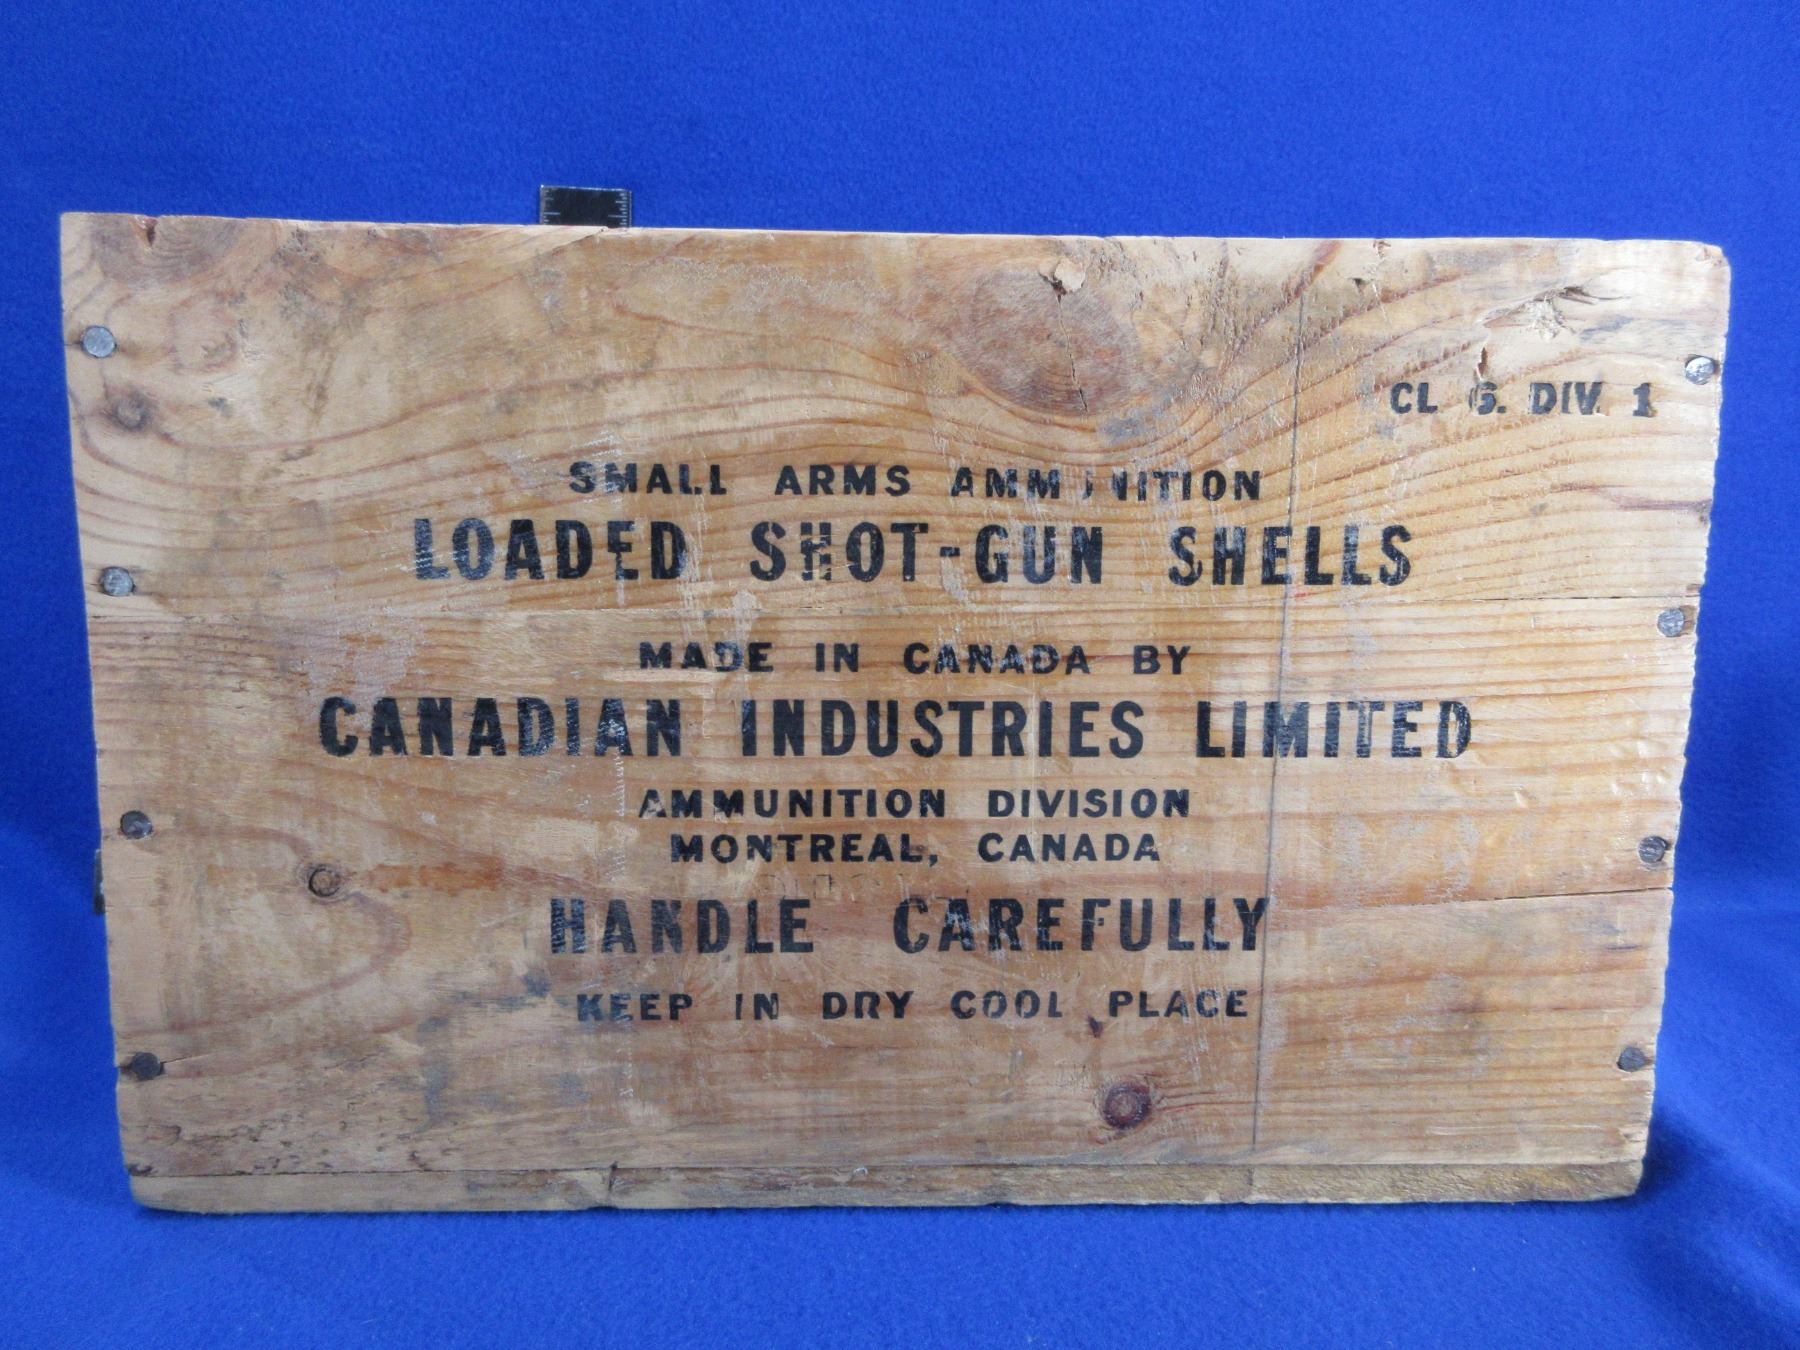 CL 6. DIV. 1
SMALL ARMS AMMUNITION
LOADED SHOT-GUN SHELLS
MADE IN CANADA BY
CANADIAN INDUSTRIES LIMITED
AMMUNITION DIVISION
MONTREAL, CANADA
HANDLE CAREFULLY
KEEP IN DRY COOL PLACE